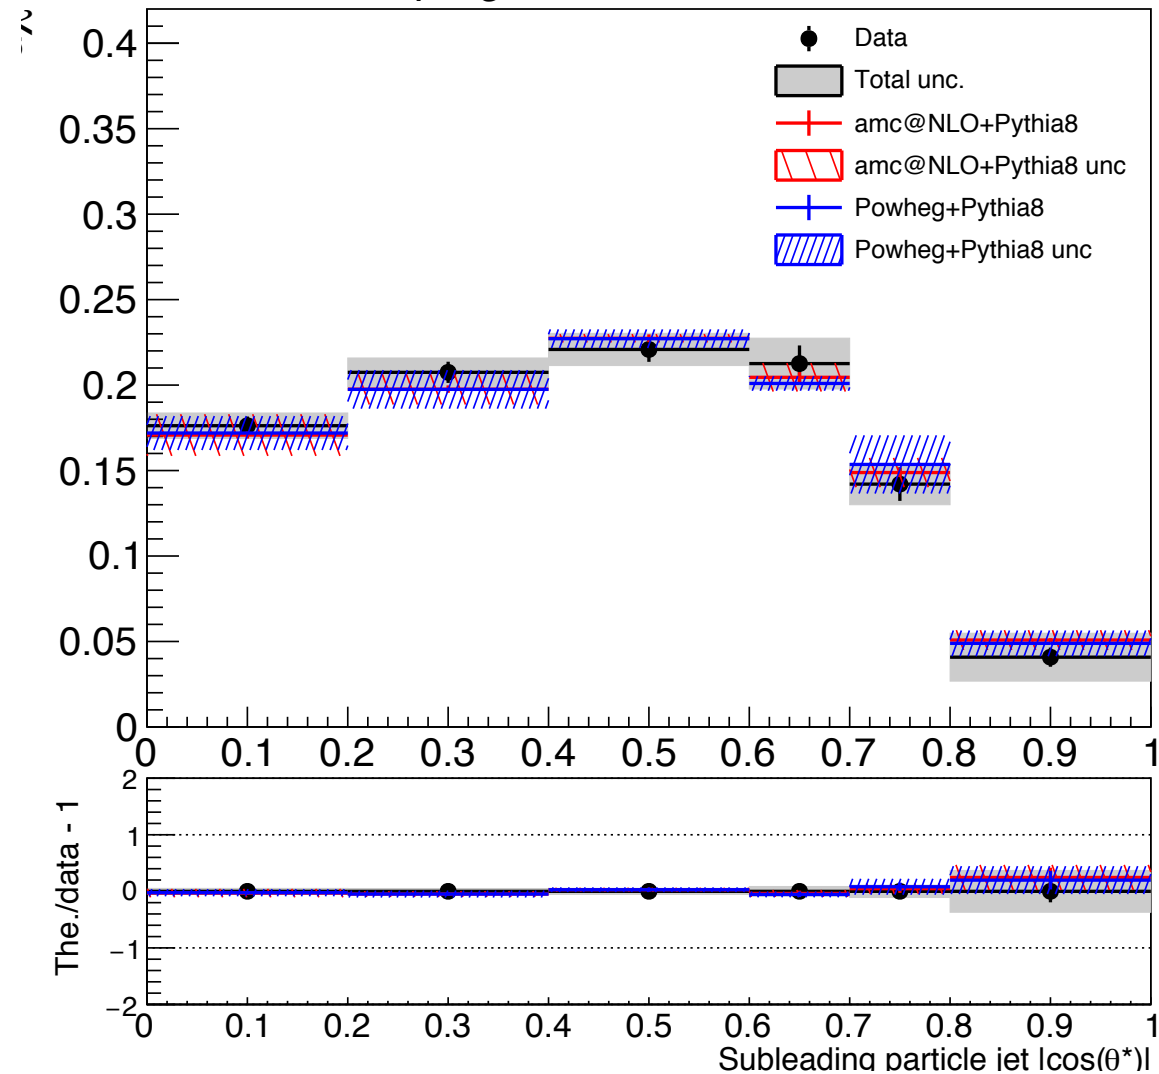 0.4
0.35
0.3
0.25
0.2
0.15
0.1
0.05
0
Data
Total unc.
amc@NLO+Pythia8
amc@NLO+Pythia8 unc
Powheg+Pythia8
Powheg+Pythia8 unc
0 0.1 0.2 0.3 0.4 0.5 0.6 0.7 0.8 0.9 1
The./data - 1
2
1
0
−1
−2
0 0.1 0.2 0.3 0.4 0.5 0.6 0.7 0.8 0.9 1
Subleading particle jet |cos(θ*)|